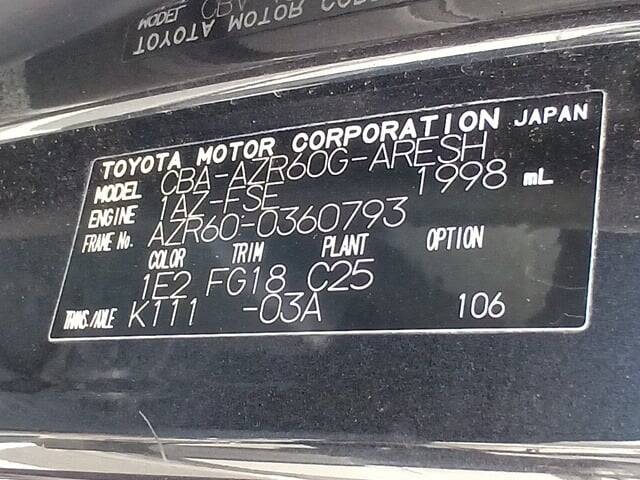 TOYOTA MOTOR CORPORATION JAPAN
MODEL CBA-AZR60G-ARESH
ENGINE 1AZ-FSE 1998 mL
FRAME No. AZR60-0360793
COLOR TRIM PLANT OPTION
1E2 FG18 C25
TRANS./AXLE K111 -03A 106